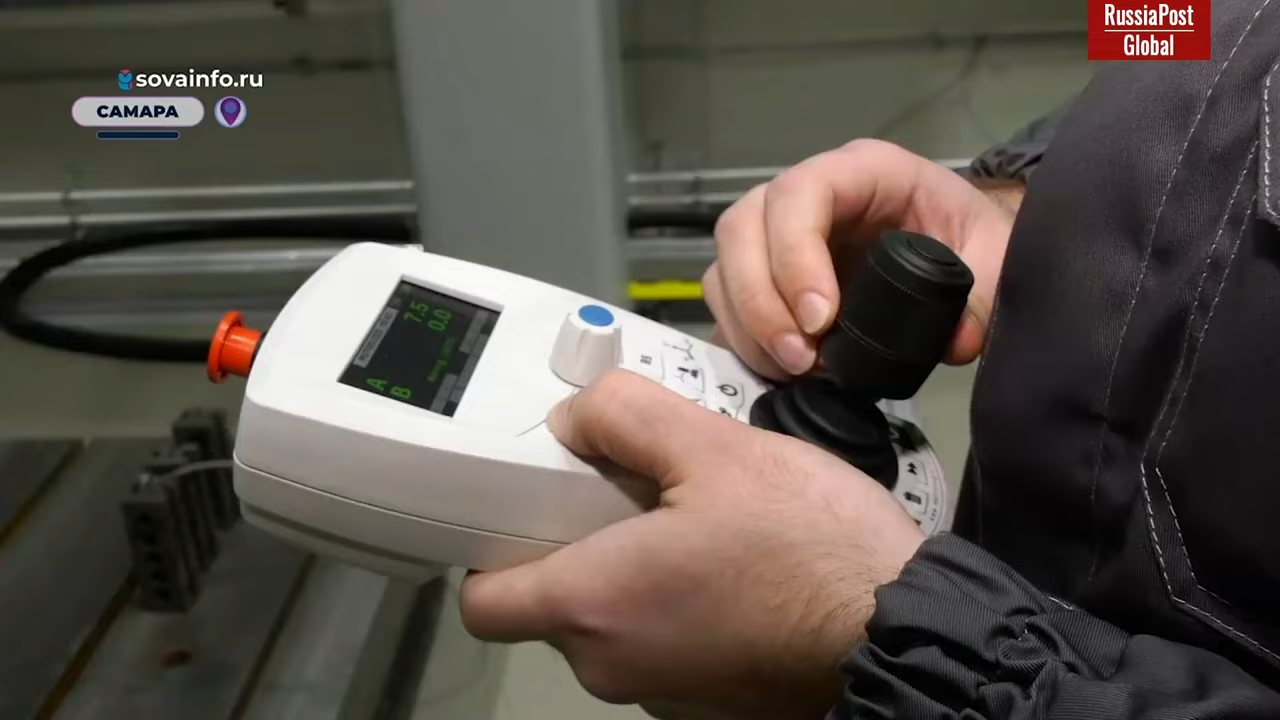 RussiaPost
Global
sovainfo.ru
САМАРА
7.5
0.0
A
B